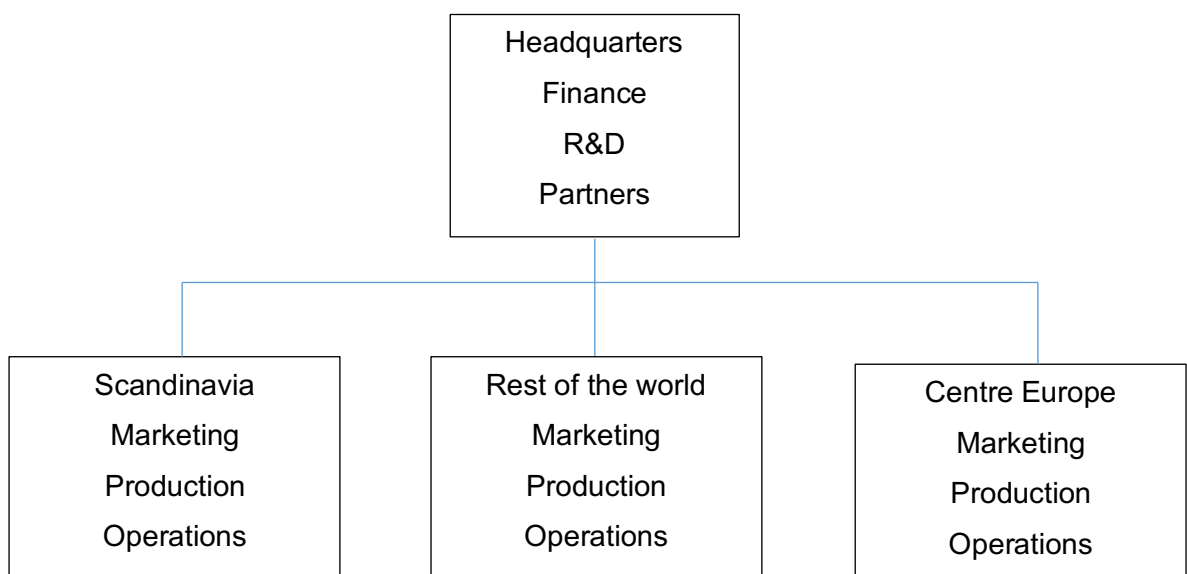 Headquarters
Finance
R&D
Partners
Scandinavia
Marketing
Production
Operations
Rest of the world
Marketing
Production
Operations
Centre Europe
Marketing
Production
Operations